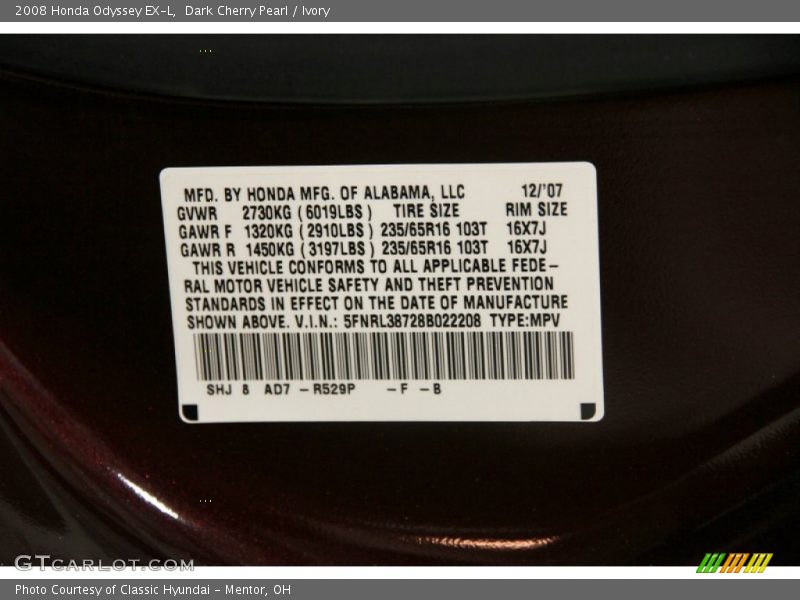 2008 Honda Odyssey EX-L, Dark Cherry Pearl / Ivory
MFD. BY HONDA MFG. OF ALABAMA, LLC 12/'07
GVWR 2730KG ( 6019LBS ) TIRE SIZE RIM SIZE
GAWR F 1320KG ( 2910LBS ) 235/65R16 103T 16X7J
GAWR R 1450KG ( 3197LBS ) 235/65R16 103T 16X7J
THIS VEHICLE CONFORMS TO ALL APPLICABLE FEDE-
RAL MOTOR VEHICLE SAFETY AND THEFT PREVENTION
STANDARDS IN EFFECT ON THE DATE OF MANUFACTURE
SHOWN ABOVE. V.I.N.: 5FNRL38728B022208 TYPE:MPV
SHJ 8 AD7 - R529P - F - B
GTCARLOT.COM
Photo Courtesy of Classic Hyundai - Mentor, OH